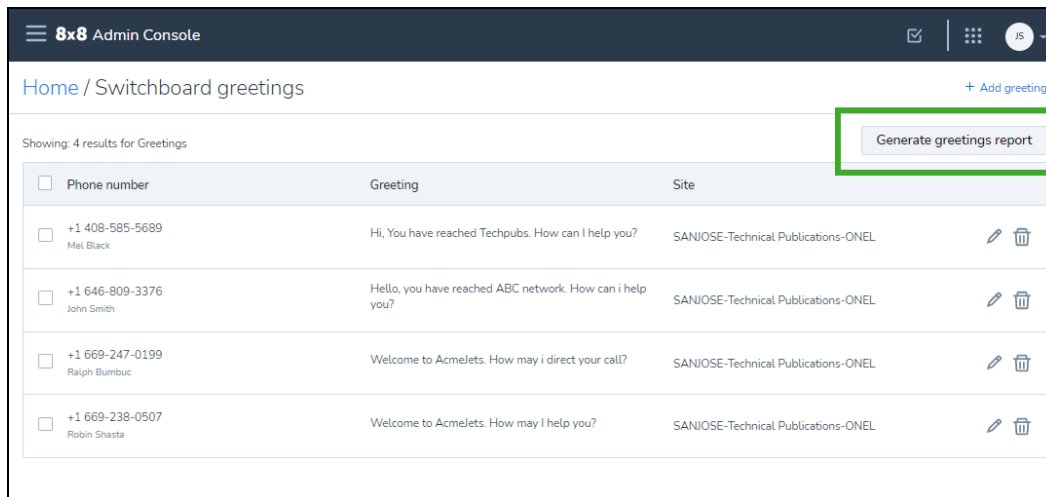 8x8 Admin Console
JS
Home / Switchboard greetings
+ Add greeting
Showing: 4 results for Greetings
Generate greetings report
Phone number Greeting Site
+1 408-585-5689
Mel Black
Hi, You have reached Techpubs. How can I help you?
SANJOSE-Technical Publications-ONEL
+1 646-809-3376
John Smith
Hello, you have reached ABC network. How can i help
you?
SANJOSE-Technical Publications-ONEL
+1 669-247-0199
Ralph Bumbuc
Welcome to AcmeJets. How may i direct your call?
SANJOSE-Technical Publications-ONEL
+1 669-238-0507
Robin Shasta
Welcome to AcmeJets. How may I help you?
SANJOSE-Technical Publications-ONEL